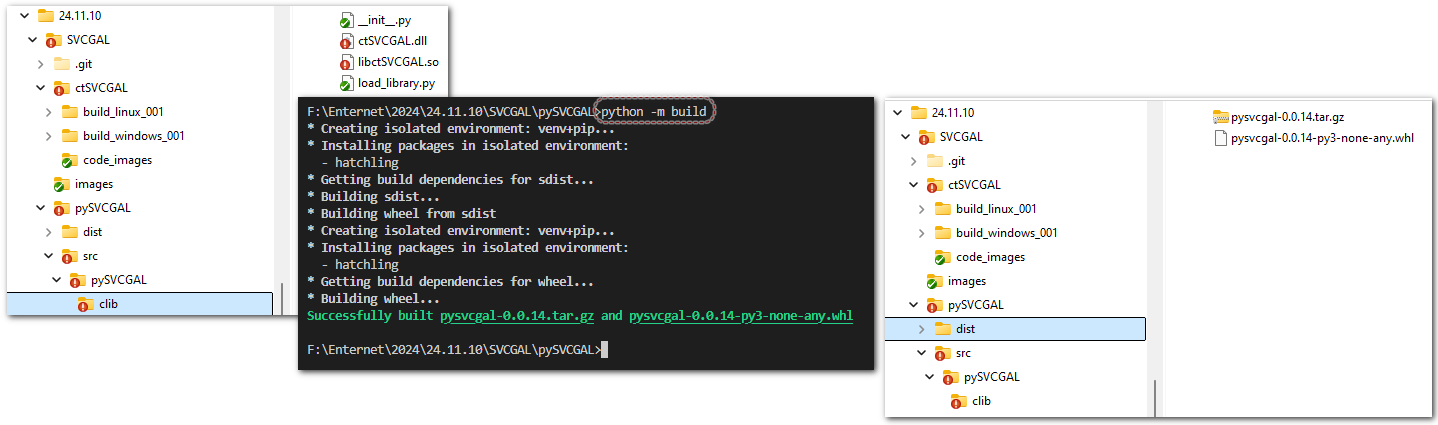 24.11.10
SVCGAL
.git
ctSVCGAL
build_linux_001
build_windows_001
code_images
images
pySVCGAL
dist
src
pySVCGAL
clib
__init__.py
ctSVCGAL.dll
libctSVCGAL.so
load_library.py
F:\Enternet\2024\24.11.10\SVCGAL\pySVCGAL>python -m build
* Creating isolated environment: venv+pip...
* Installing packages in isolated environment:
  - hatchling
* Getting build dependencies for sdist...
* Building sdist...
* Building wheel from sdist
* Creating isolated environment: venv+pip...
* Installing packages in isolated environment:
  - hatchling
* Getting build dependencies for wheel...
* Building wheel...
Successfully built pysvcgal-0.0.14.tar.gz and pysvcgal-0.0.14-py3-none-any.whl
F:\Enternet\2024\24.11.10\SVCGAL\pySVCGAL>
24.11.10
SVCGAL
.git
ctSVCGAL
build_linux_001
build_windows_001
code_images
images
pySVCGAL
dist
src
pySVCGAL
clib
pysvcgal-0.0.14.tar.gz
pysvcgal-0.0.14-py3-none-any.whl